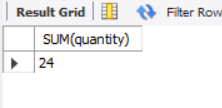 Result Grid Filter Row
SUM(quantity)
24